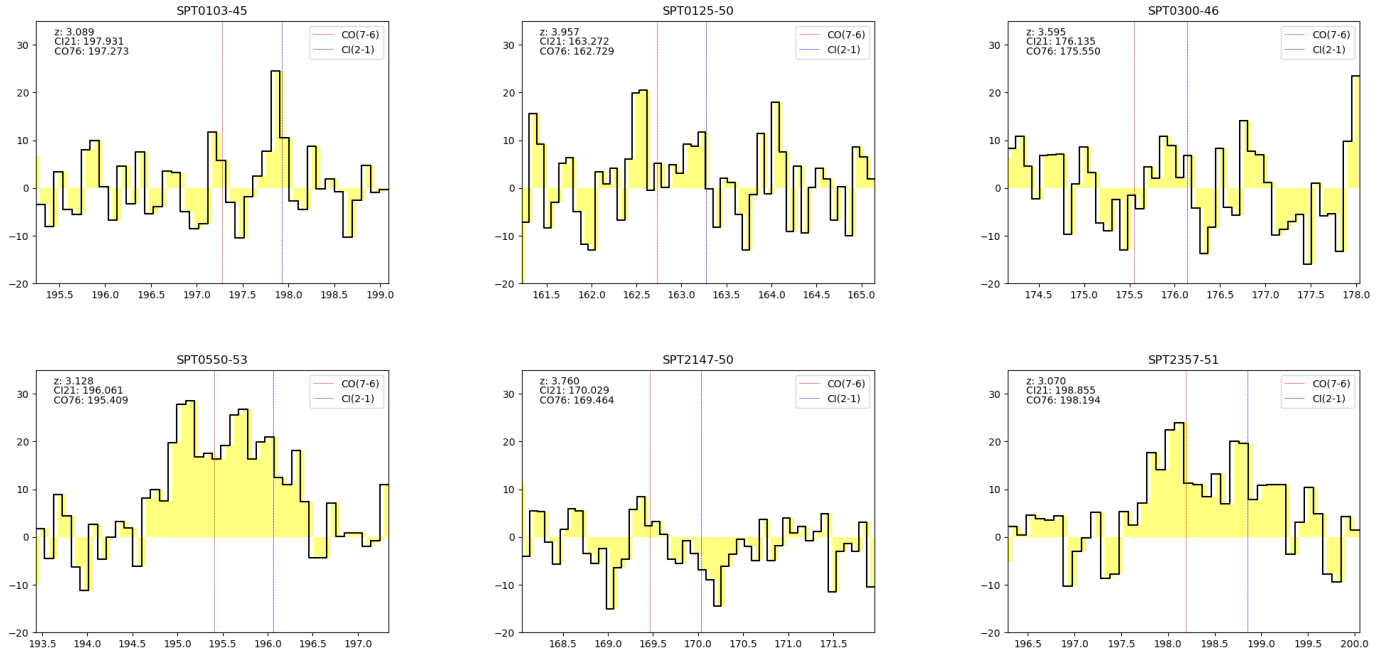 SPT0103-45
z: 3.089
CI21: 197.931
CO76: 197.273
CO(7-6)
CI(2-1)
30
20
10
0
−10
−20
195.5 196.0 196.5 197.0 197.5 198.0 198.5 199.0
SPT0125-50
z: 3.957
CI21: 163.272
CO76: 162.729
CO(7-6)
CI(2-1)
30
20
10
0
−10
−20
161.5 162.0 162.5 163.0 163.5 164.0 164.5 165.0
SPT0300-46
z: 3.595
CI21: 176.135
CO76: 175.550
CO(7-6)
CI(2-1)
30
20
10
0
−10
−20
174.5 175.0 175.5 176.0 176.5 177.0 177.5 178.0
SPT0550-53
z: 3.128
CI21: 196.061
CO76: 195.409
CO(7-6)
CI(2-1)
30
20
10
0
−10
−20
193.5 194.0 194.5 195.0 195.5 196.0 196.5 197.0
SPT2147-50
z: 3.760
CI21: 170.029
CO76: 169.464
CO(7-6)
CI(2-1)
30
20
10
0
−10
−20
168.5 169.0 169.5 170.0 170.5 171.0 171.5
SPT2357-51
z: 3.070
CI21: 198.855
CO76: 198.194
CO(7-6)
CI(2-1)
30
20
10
0
−10
−20
196.5 197.0 197.5 198.0 198.5 199.0 199.5 200.0